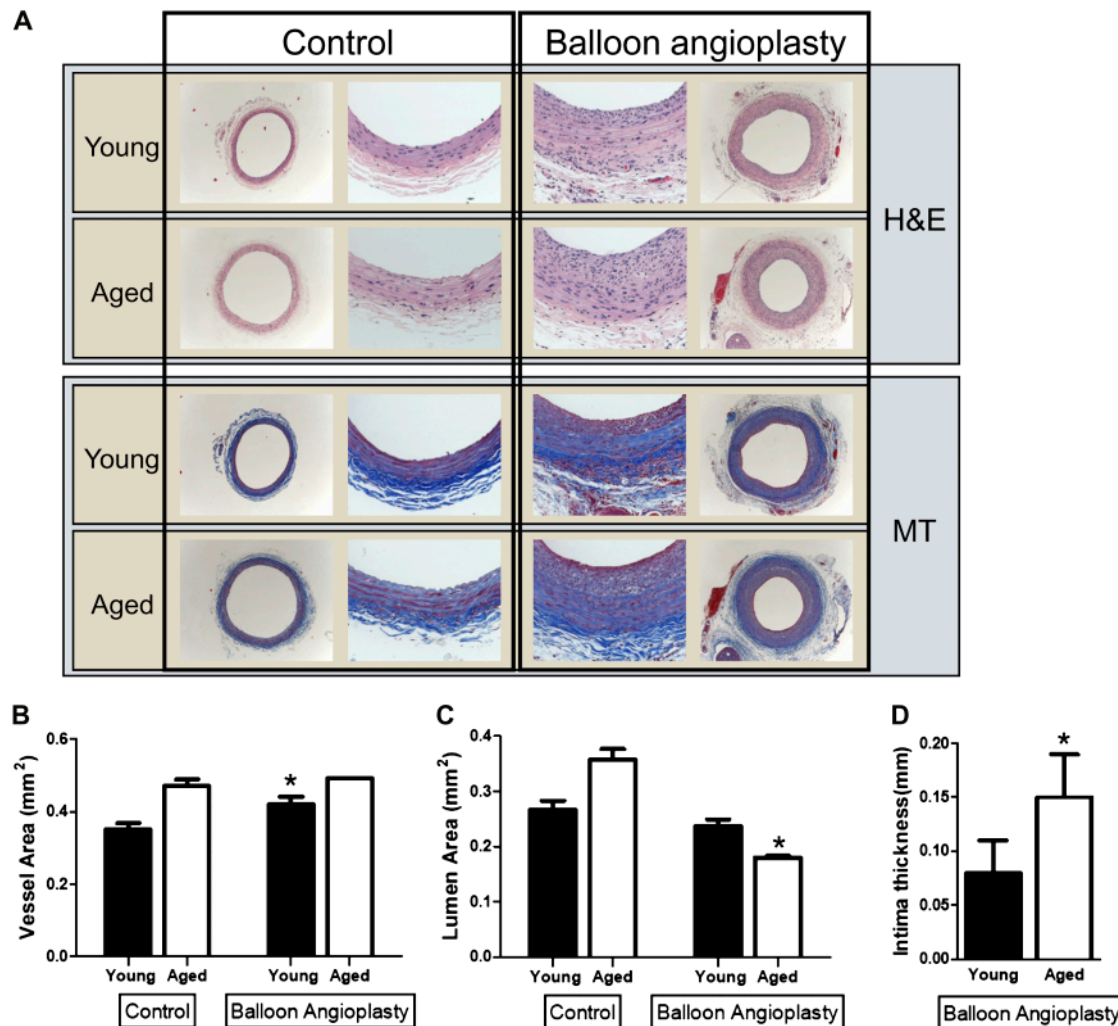 A
Control
Balloon angioplasty
Young
Aged
H&E
Young
Aged
MT
B
Vessel Area (mm²)
0.6
0.4
0.2
0.0
*
Young Aged Young Aged
Control Balloon Angioplasty
C
Lumen Area (mm²)
0.4
0.3
0.2
0.1
0.0
*
Young Aged Young Aged
Control Balloon Angioplasty
D
Intima thickness(mm)
0.20
0.15
0.10
0.05
0.00
*
Young Aged
Balloon Angioplasty